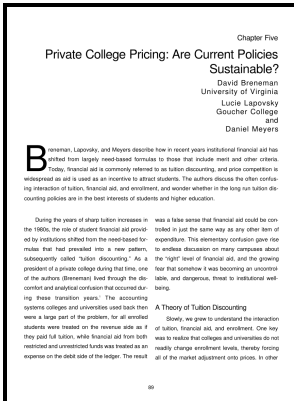 Chapter Five
Private College Pricing: Are Current Policies
Sustainable?
David Breneman
University of Virginia
Lucie Lapovsky
Goucher College
and
Daniel Meyers
Breneman, Lapovsky, and Meyers describe how in recent years institutional financial aid has
shifted from largely need-based formulas to those that include merit and other criteria.
Today, financial aid is commonly referred to as tuition discounting, and price competition is
widespread as aid is used as an incentive to attract students. The authors discuss the often confus-
ing interaction of tuition, financial aid, and enrollment, and wonder whether in the long run tuition dis-
counting policies are in the best interests of students and higher education.
During the years of sharp tuition increases in
the 1980s, the role of student financial aid provid-
ed by institutions shifted from the need-based for-
mulas that had prevailed into a new pattern,
subsequently called "tuition discounting." As a
president of a private college during that time, one
of the authors (Breneman) lived through the dis-
comfort and analytical confusion that occurred dur-
ing these transition years.¹ The accounting
systems colleges and universities used back then
were a large part of the problem, for all enrolled
students were treated on the revenue side as if
they paid full tuition, while financial aid from both
restricted and unrestricted funds was treated as an
expense on the debit side of the ledger. The result
was a false sense that financial aid could be con-
trolled in just the same way as any other item of
expenditure. This elementary confusion gave rise
to endless discussion on many campuses about
the "right" level of financial aid, and the growing
fear that somehow it was becoming an uncontrol-
lable, and dangerous, threat to institutional well-
being.
A Theory of Tuition Discounting
Slowly, we grew to understand the interaction
of tuition, financial aid, and enrollment. One key
was to realize that colleges and universities do not
readily change enrollment levels, thereby forcing
all of the market adjustment onto prices. In other
89